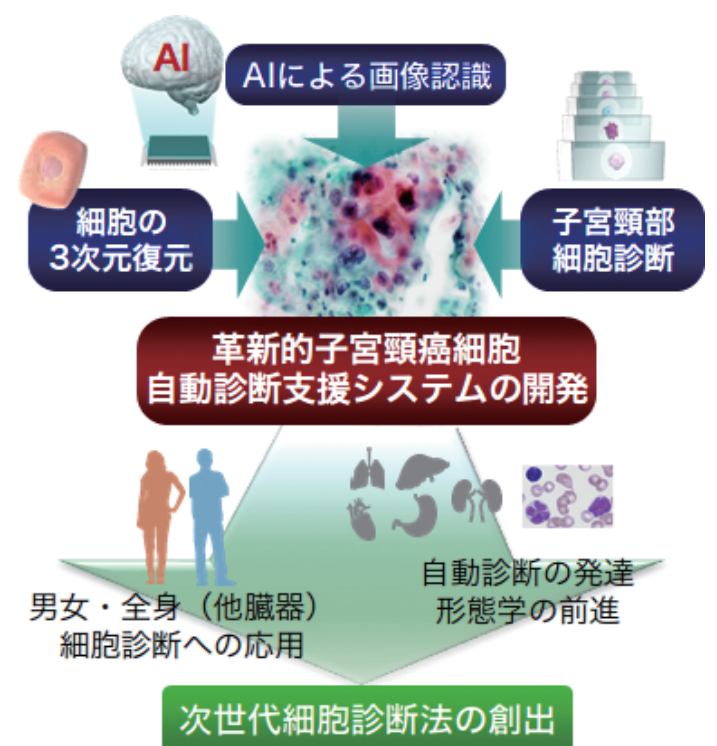 AI
AIによる画像認識
細胞の
3次元復元
子宮頸部
細胞診断
革新的子宮頸癌細胞
自動診断支援システムの開発
男女・全身（他臓器）
細胞診断への応用
自動診断の発達
形態学の前進
次世代細胞診断法の創出